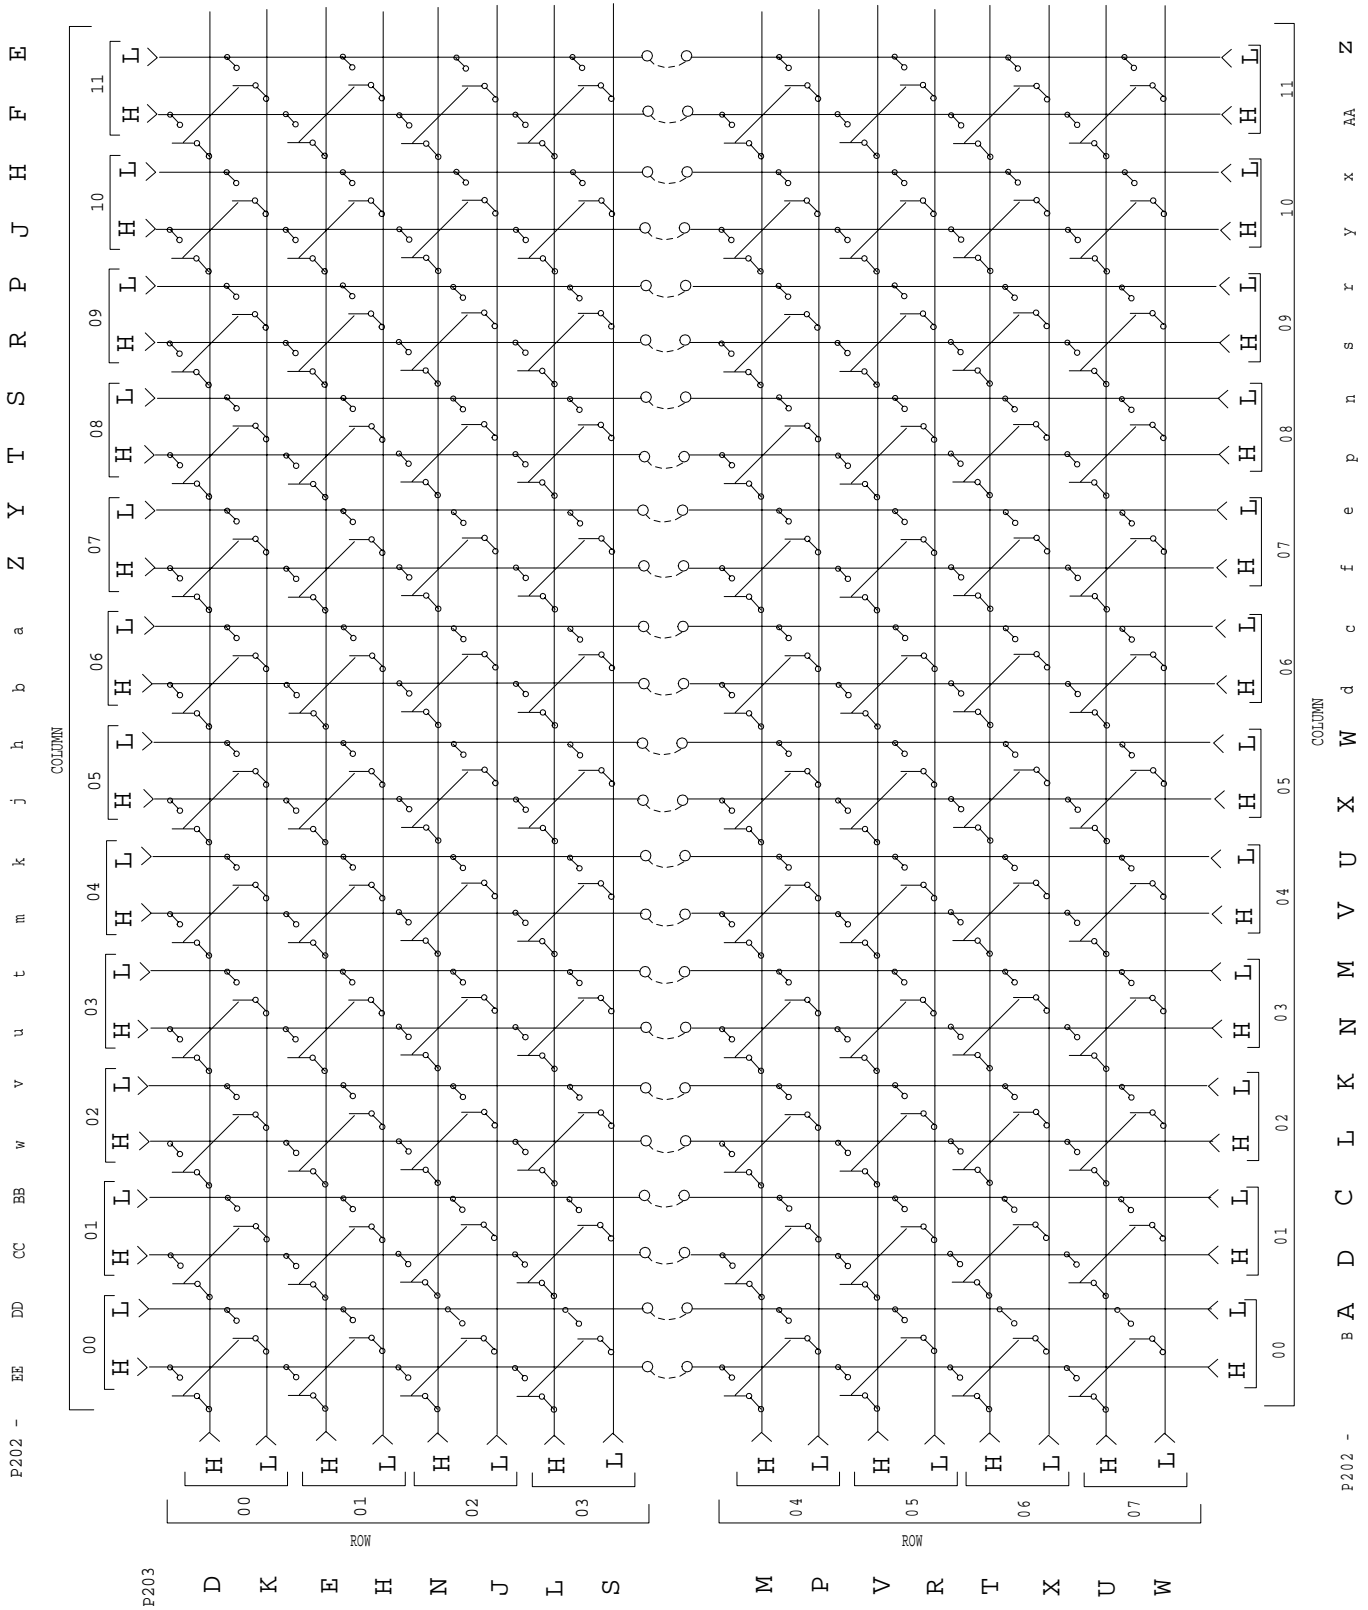 P202 - EE DD CC BB w v u t m k j h b a Z Y T S R P J H F E
COLUMN
00 01 02 03 04 05 06 07 08 09 10 11
H L H L H L H L H L H L H L H L H L H L H L H L
P203
D H
00
K L
E H
ROW 01
H L
N H
02
J L
L H
03
S L
M H
04
P L
V H
ROW 05
R L
T H
06
X L
U H
07
W L
H L H L H L H L H L H L H L H L H L H L H L H L
00 01 02 03 04 05 06 07 08 09 10 11
COLUMN
P202 - B A D C L K N M V U X W d c f e p n s r y x AA Z